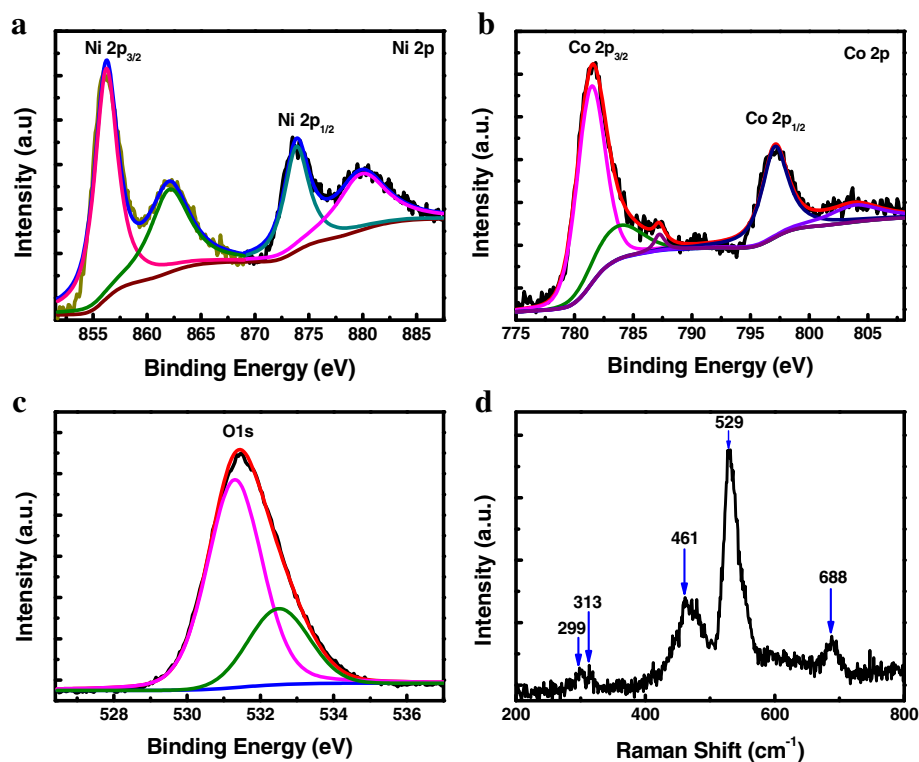 a
Ni 2p3/2
Ni 2p
Ni 2p1/2
Intensity (a.u)
855 860 865 870 875 880 885
Binding Energy (eV)
b
Co 2p3/2
Co 2p
Co 2p1/2
Intensity (a.u.)
775 780 785 790 795 800 805
Binding Energy (eV)
c
O1s
Intensity (a.u.)
528 530 532 534 536
Binding Energy (eV)
d
529
461
688
313
299
Intensity (a.u.)
200 400 600 800
Raman Shift (cm-1)